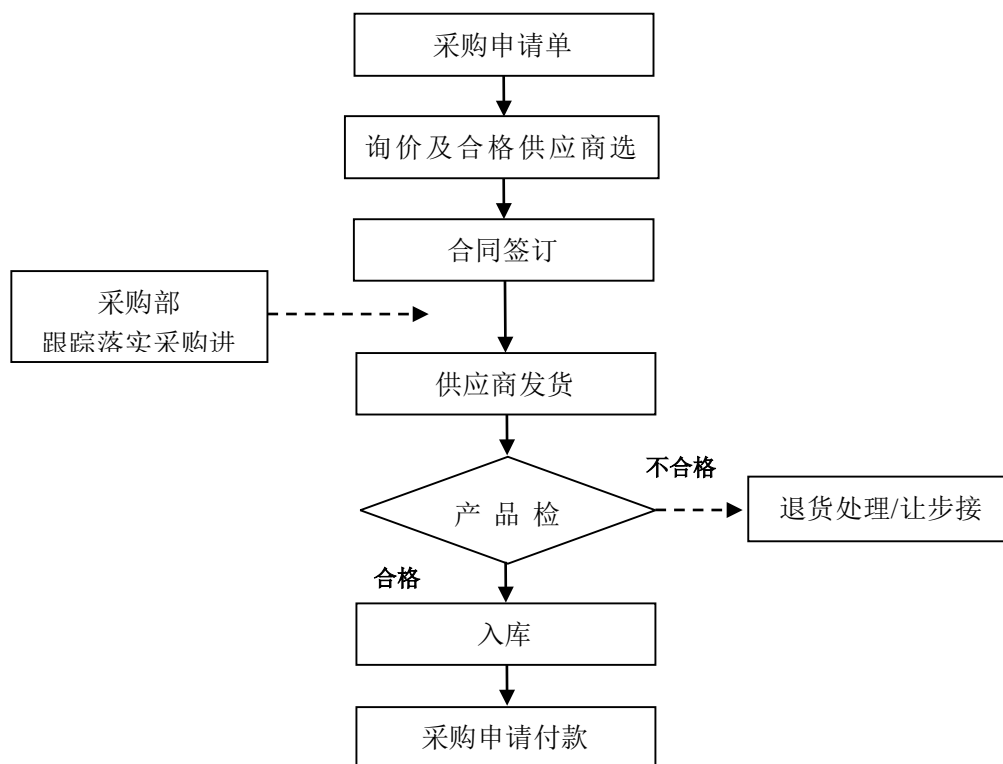 采购申请单
询价及合格供应商选
合同签订
采购部
跟踪落实采购进
供应商发货
不合格
产 品 检
退货处理/让步接
合格
入库
采购申请付款